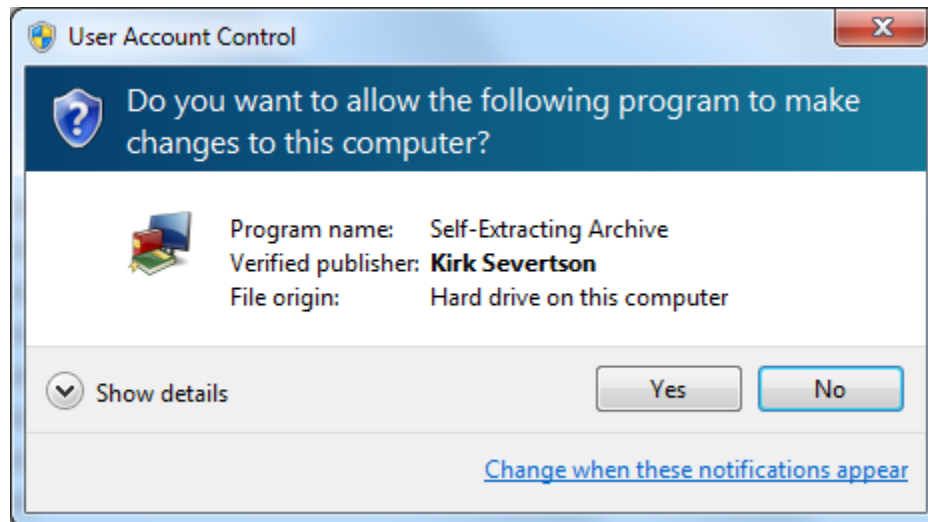 User Account Control
Do you want to allow the following program to make
changes to this computer?
Program name: Self-Extracting Archive
Verified publisher: Kirk Severtson
File origin: Hard drive on this computer
Show details
Yes
No
Change when these notifications appear